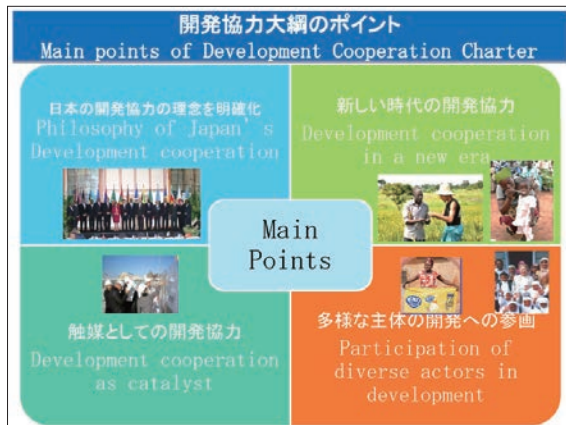 開発協力大綱のポイント
Main points of Development Cooperation Charter
日本の開発協力の理念を明確化
Philosophy of Japan's
Development cooperation
新しい時代の開発協力
Development cooperation
in a new era
Main
Points
触媒としての開発協力
Development cooperation
as catalyst
多様な主体の開発への参画
Participation of
diverse actors in
development